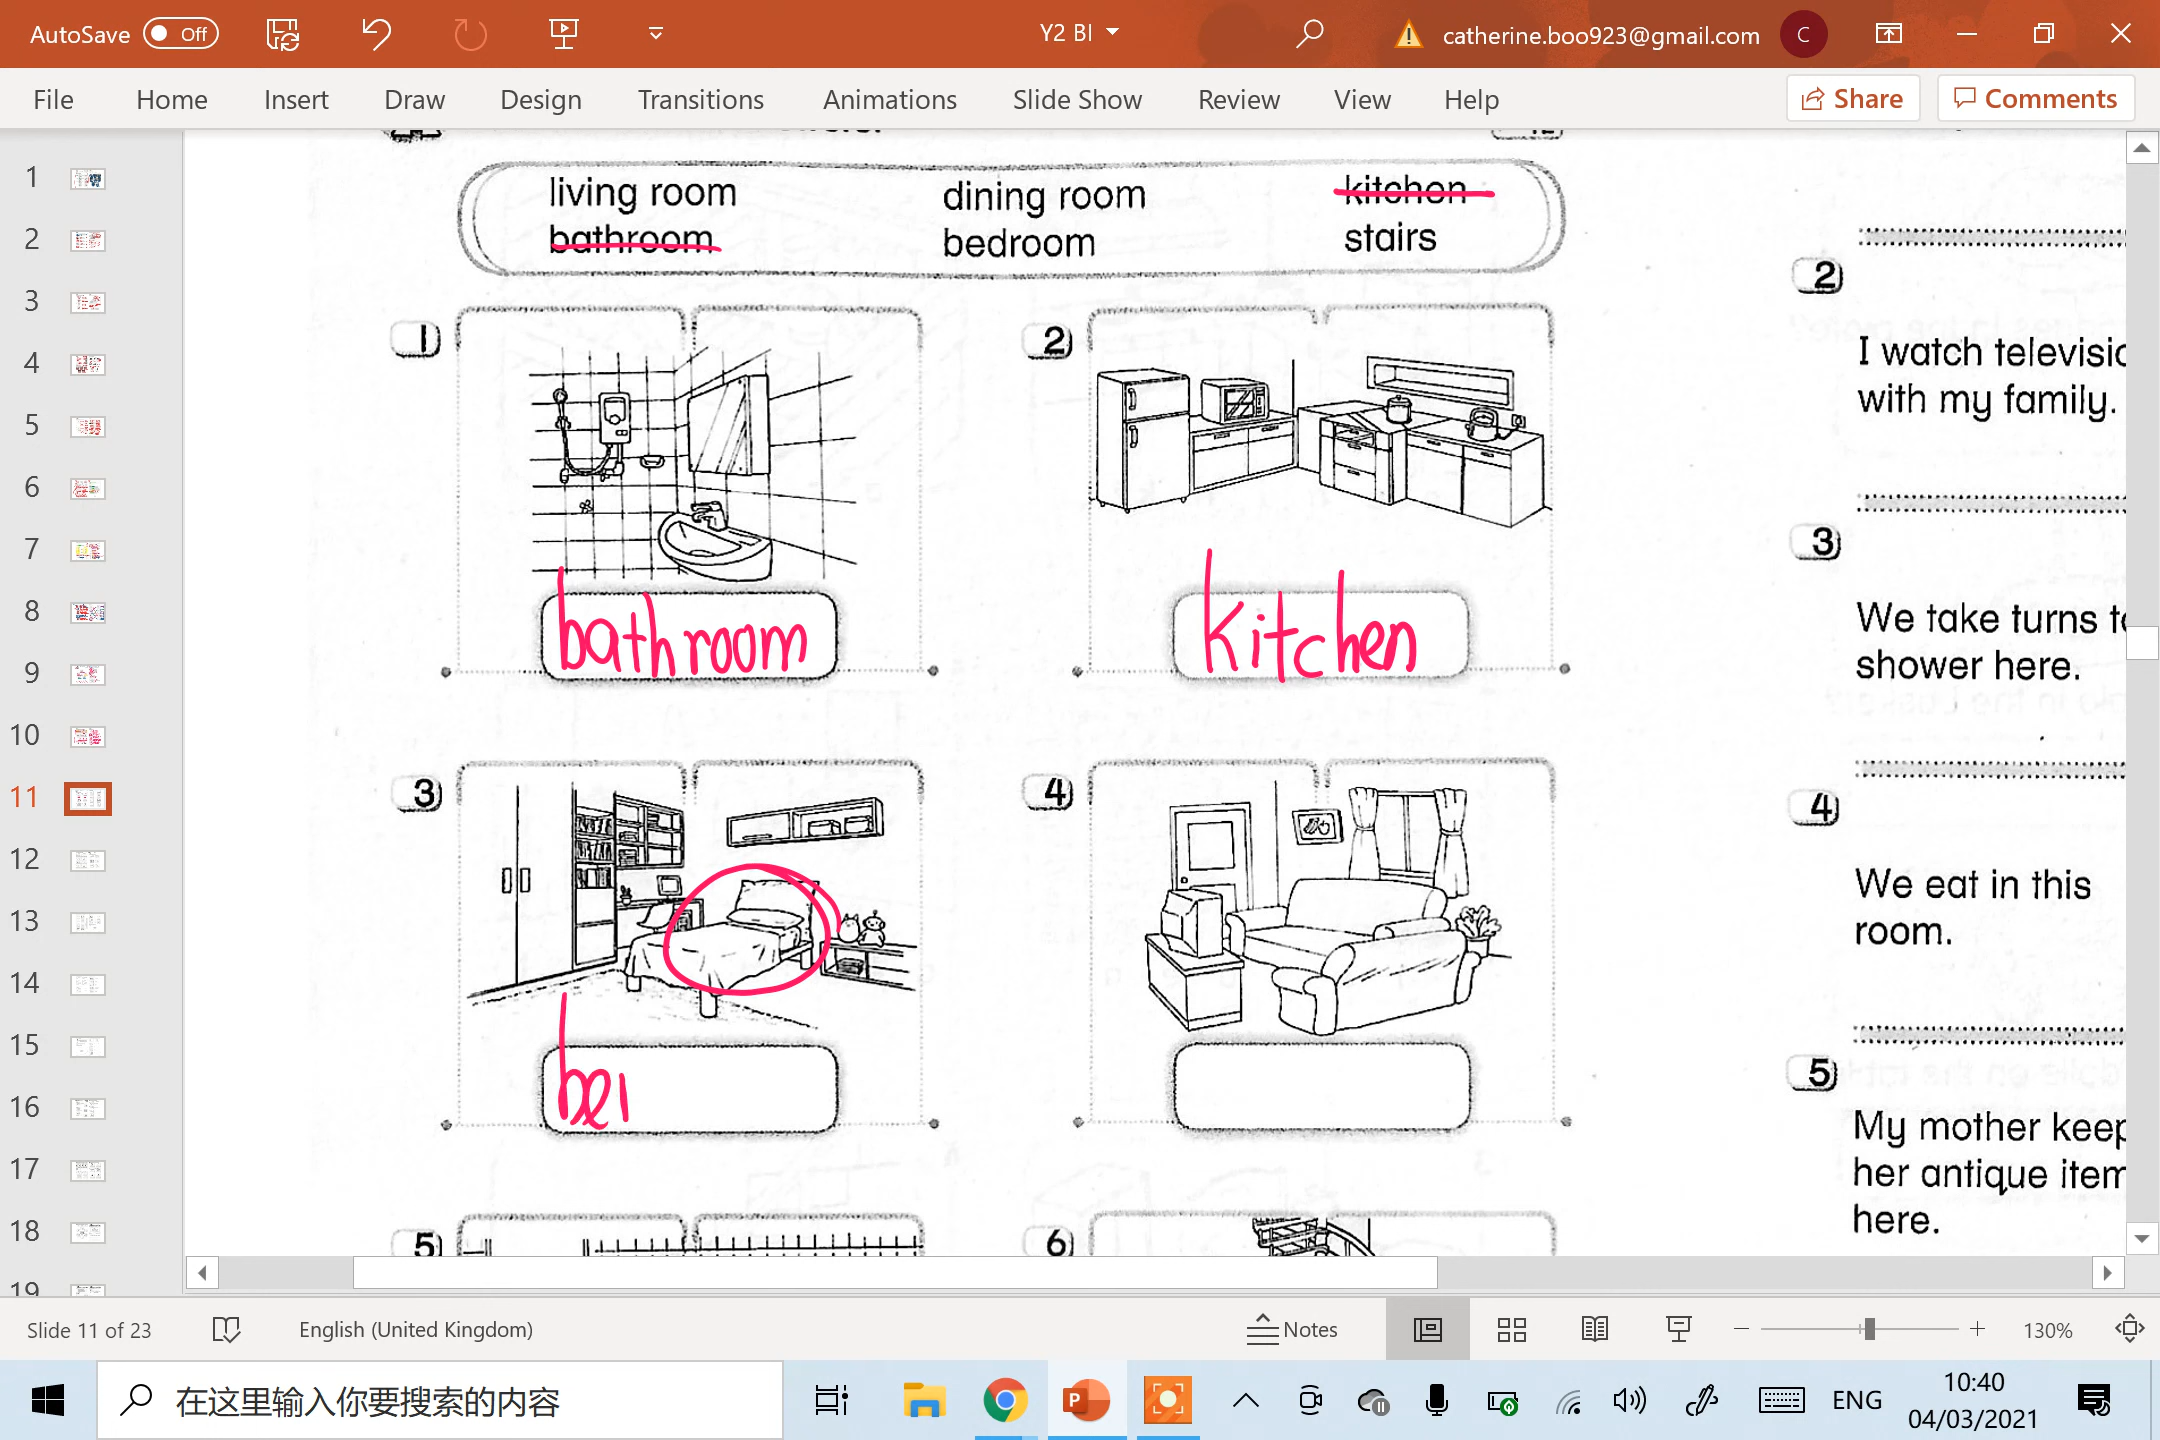 AutoSave Off Y2 BI catherine.boo923@gmail.com C
File Home Insert Draw Design Transitions Animations Slide Show Review View Help Share Comments
living room dining room kitchen
bathroom bedroom stairs
1
2
bathroom
kitchen
3
4
be
5
6
2
I watch televisio
with my family.
3
We take turns t
shower here.
4
We eat in this
room.
5
My mother keep
her antique item
here.
1
2
3
4
5
6
7
8
9
10
11
12
13
14
15
16
17
18
19
Slide 11 of 23 English (United Kingdom) Notes 130%
在这里输入你要搜索的内容 P ENG 10:40
04/03/2021